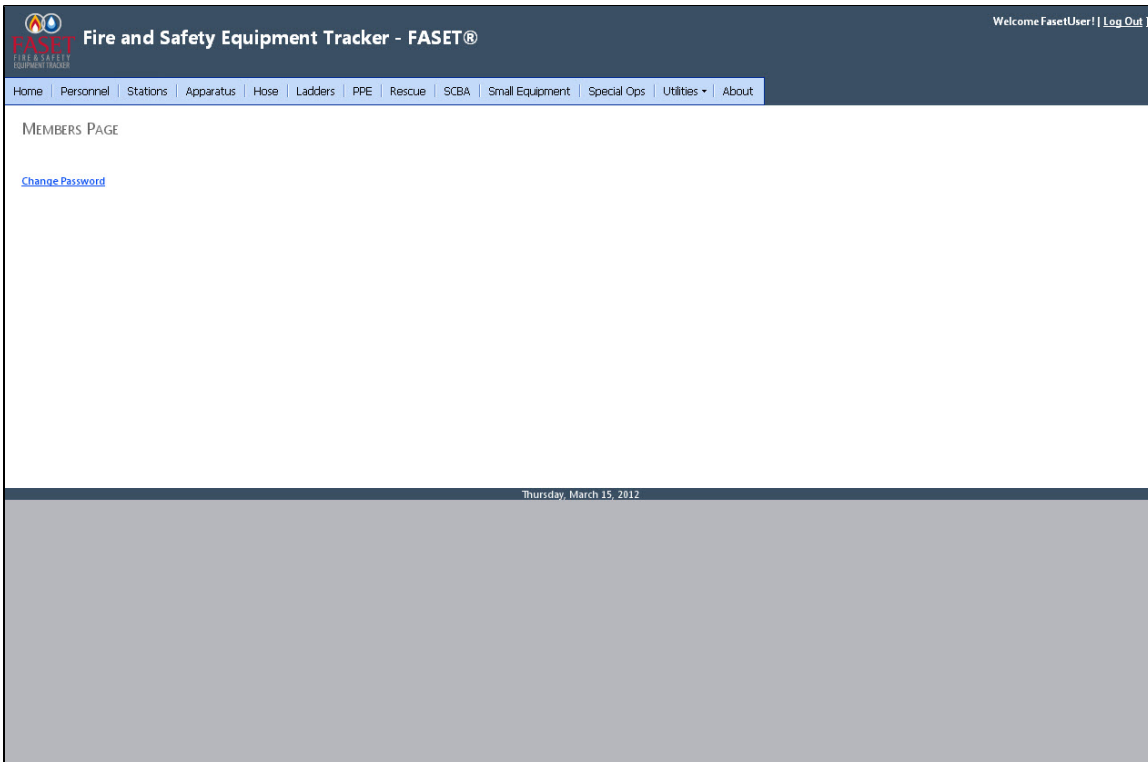 Welcome FasetUser! [ Log Out ]
FASET
FIRE & SAFETY
EQUIPMENT TRACKER
Fire and Safety Equipment Tracker - FASET®
Home Personnel Stations Apparatus Hose Ladders PPE Rescue SCBA Small Equipment Special Ops Utilities About
MEMBERS PAGE
Change Password
Thursday, March 15, 2012